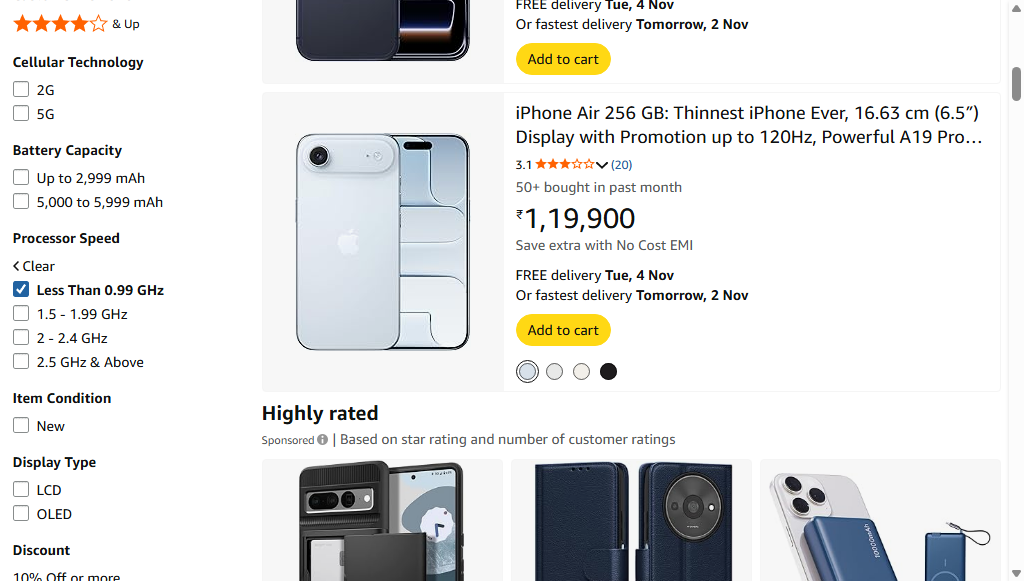 & Up
Cellular Technology
2G
5G
Battery Capacity
Up to 2,999 mAh
5,000 to 5,999 mAh
Processor Speed
Clear
Less Than 0.99 GHz
1.5 - 1.99 GHz
2 - 2.4 GHz
2.5 GHz & Above
Item Condition
New
Display Type
LCD
OLED
Discount
10% Off or more
FREE delivery Tue, 4 Nov
Or fastest delivery Tomorrow, 2 Nov
Add to cart
iPhone Air 256 GB: Thinnest iPhone Ever, 16.63 cm (6.5”)
Display with Promotion up to 120Hz, Powerful A19 Pro…
3.1 (20)
50+ bought in past month
₹1,19,900
Save extra with No Cost EMI
FREE delivery Tue, 4 Nov
Or fastest delivery Tomorrow, 2 Nov
Add to cart
Highly rated
Sponsored | Based on star rating and number of customer ratings
10000mAh